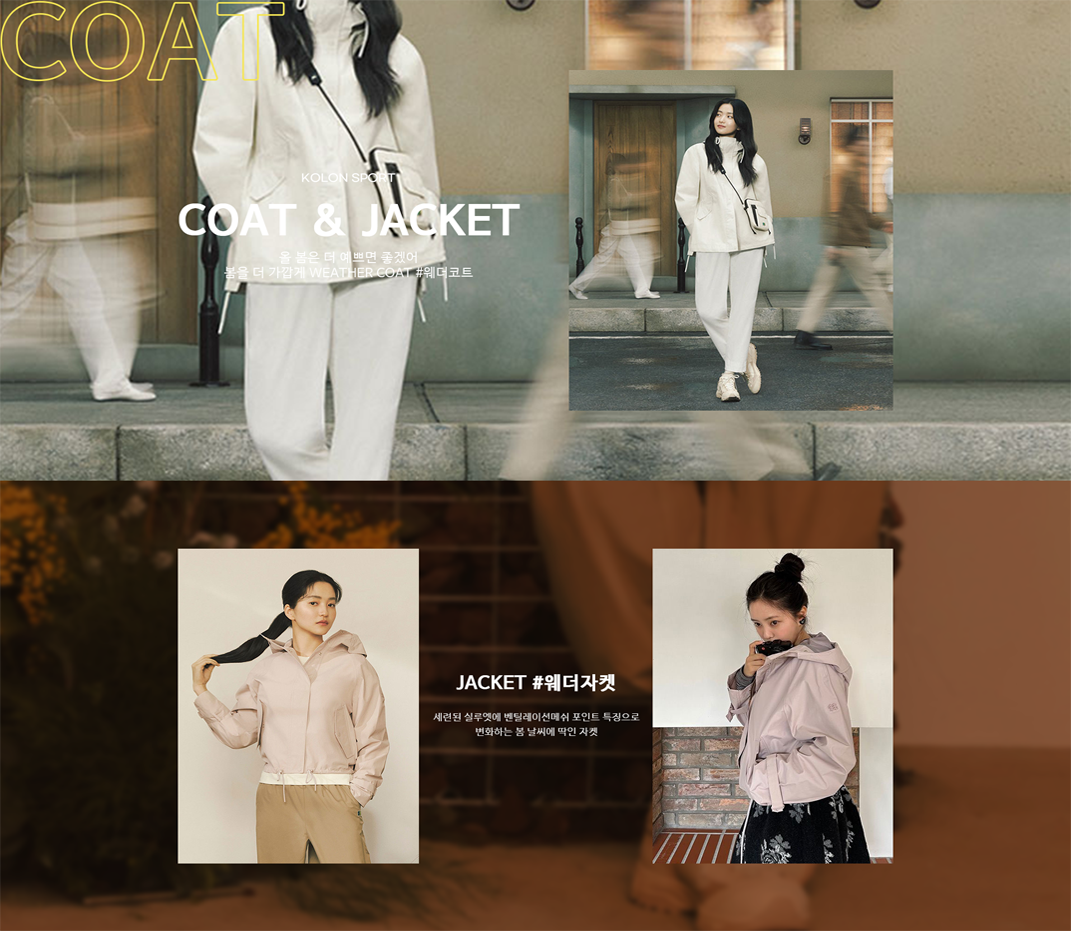 COAT
KOLON SPORT
COAT & JACKET
올 봄은 더 예쁘면 좋겠어
봄을 더 가깝게 WEATHER COAT #웨더코트
JACKET #웨더자켓
세련된 실루엣에 벤틸레이션메쉬 포인트 특징으로
변화하는 봄 날씨에 딱인 자켓